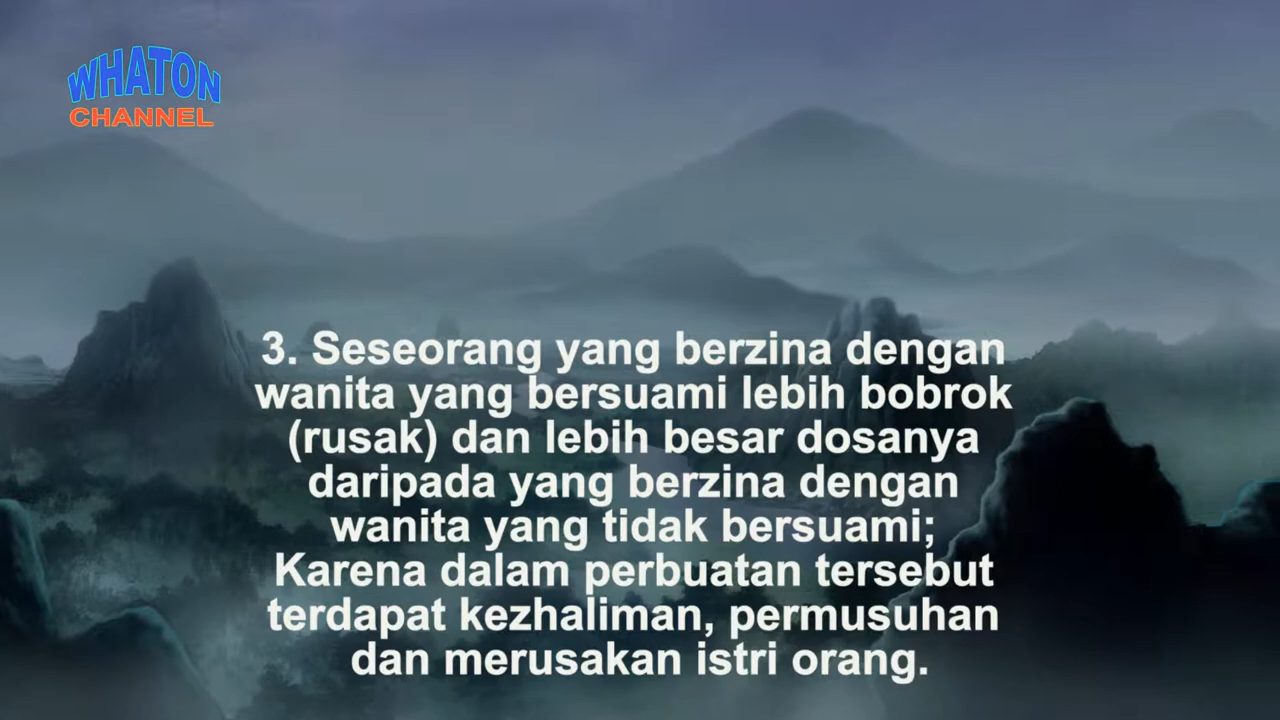 WHATON
CHANNEL
3. Seseorang yang berzina dengan
wanita yang bersuami lebih bobrok
(rusak) dan lebih besar dosanya
daripada yang berzina dengan
wanita yang tidak bersuami;
Karena dalam perbuatan tersebut
terdapat kezhaliman, permusuhan
dan merusakan istri orang.